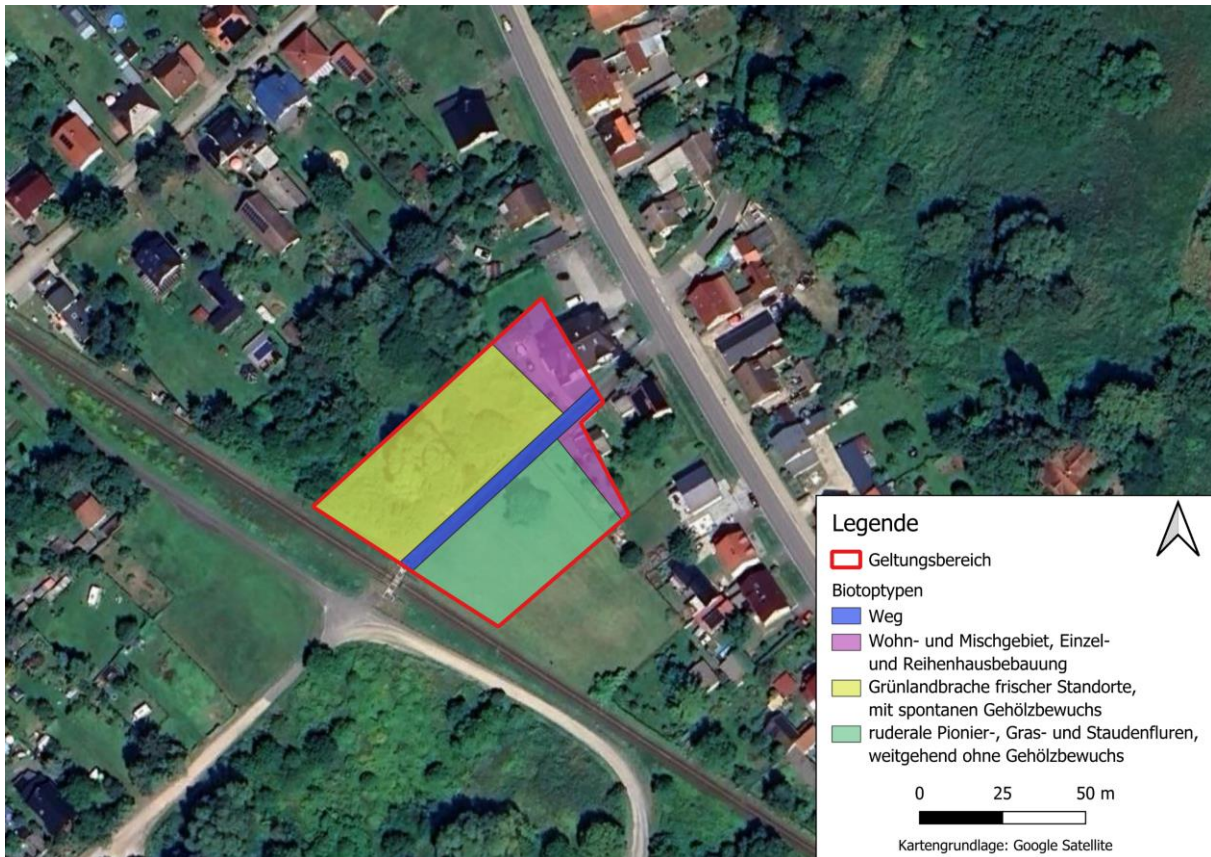 Legende
Geltungsbereich
Biotoptypen
Weg
Wohn- und Mischgebiet, Einzel-
und Reihenhausbebauung
Grünlandbrache frischer Standorte,
mit spontanen Gehölzbewuchs
ruderale Pionier-, Gras- und Staudenfluren,
weitgehend ohne Gehölzbewuchs
0 25 50 m
Kartengrundlage: Google Satellite